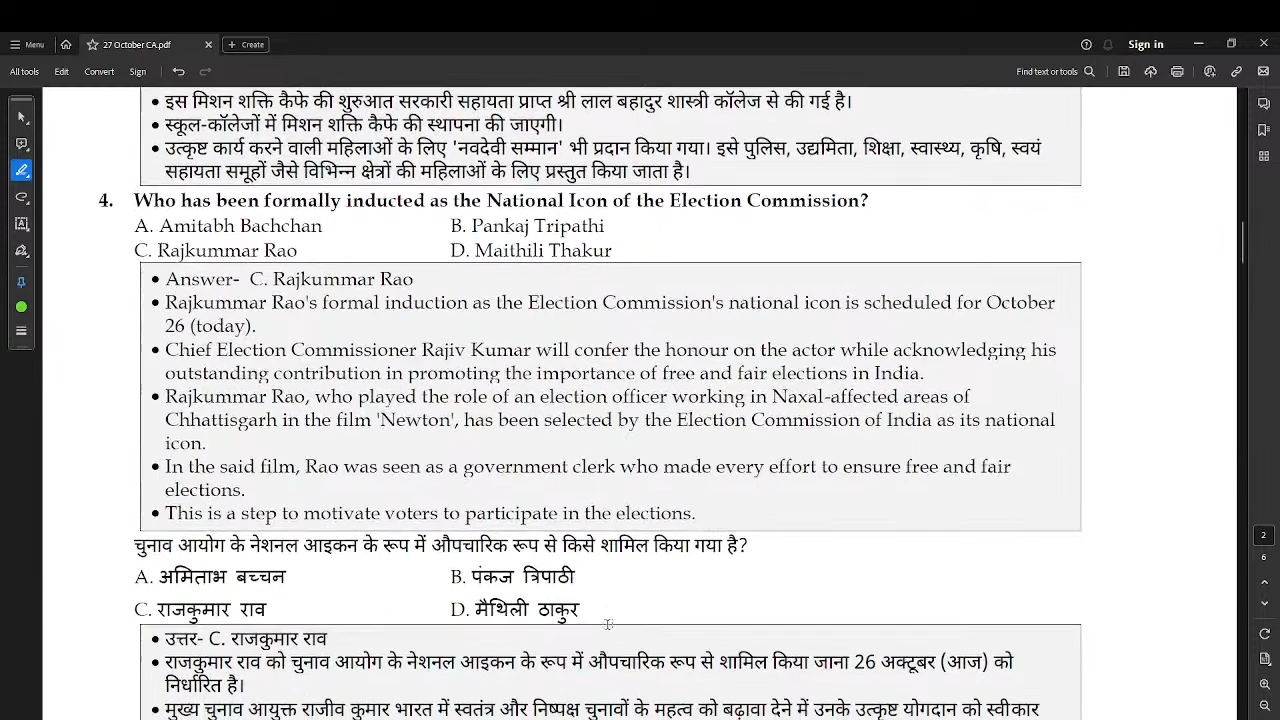 Menu
27 October CA.pdf
Create
Sign in
All tools Edit Convert Sign
Find text or tools
• इस मिशन शक्ति कैफे की शुरुआत सरकारी सहायता प्राप्त श्री लाल बहादुर शास्त्री कॉलेज से की गई है।
• स्कूल-कॉलेजों में मिशन शक्ति कैफे की स्थापना की जाएगी।
• उत्कृष्ट कार्य करने वाली महिलाओं के लिए 'नवदेवी सम्मान' भी प्रदान किया गया। इसे पुलिस, उद्यमिता, शिक्षा, स्वास्थ्य, कृषि, स्वयं
सहायता समूहों जैसे विभिन्न क्षेत्रों की महिलाओं के लिए प्रस्तुत किया जाता है।
4. Who has been formally inducted as the National Icon of the Election Commission?
A. Amitabh Bachchan B. Pankaj Tripathi
C. Rajkummar Rao D. Maithili Thakur
• Answer- C. Rajkummar Rao
• Rajkummar Rao's formal induction as the Election Commission's national icon is scheduled for October
26 (today).
• Chief Election Commissioner Rajiv Kumar will confer the honour on the actor while acknowledging his
outstanding contribution in promoting the importance of free and fair elections in India.
• Rajkummar Rao, who played the role of an election officer working in Naxal-affected areas of
Chhattisgarh in the film 'Newton', has been selected by the Election Commission of India as its national
icon.
• In the said film, Rao was seen as a government clerk who made every effort to ensure free and fair
elections.
• This is a step to motivate voters to participate in the elections.
चुनाव आयोग के नेशनल आइकन के रूप में औपचारिक रूप से किसे शामिल किया गया है?
A. अमिताभ बच्चन B. पंकज त्रिपाठी
C. राजकुमार राव D. मैथिली ठाकुर
• उत्तर- C. राजकुमार राव
• राजकुमार राव को चुनाव आयोग के नेशनल आइकन के रूप में औपचारिक रूप से शामिल किया जाना 26 अक्टूबर (आज) को
निर्धारित है।
• मुख्य चुनाव आयुक्त राजीव कुमार भारत में स्वतंत्र और निष्पक्ष चुनावों के महत्व को बढ़ावा देने में उनके उत्कृष्ट योगदान को स्वीकार
2
6